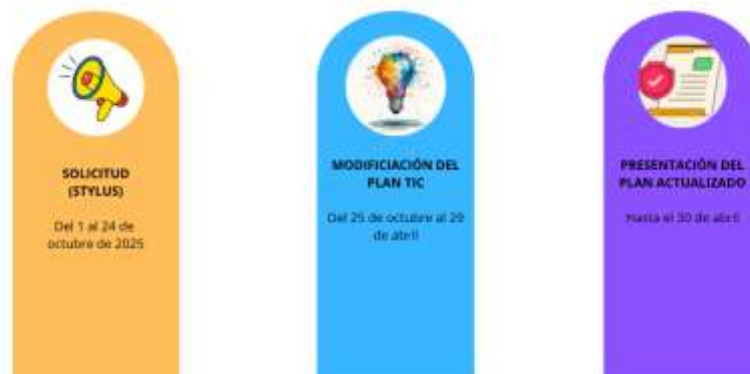 SOLICITUD
(STYLUS)
Del 1 al 24 de
octubre de 2025
MODIFICIACIÓN DEL
PLAN TIC
Del 25 de octubre al 29
de abril
PRESENTACIÓN DEL
PLAN ACTUALIZADO
Hasta el 30 de abril